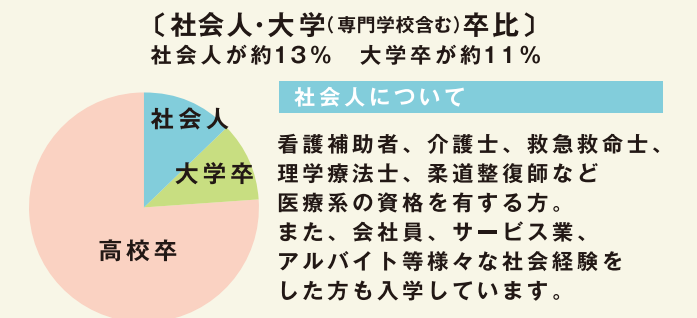 〔社会人・大学(専門学校含む)卒比〕
社会人が約13%　大学卒が約11%
社会人
大学卒
高校卒
社会人について
看護補助者、介護士、救急救命士、
理学療法士、柔道整復師など
医療系の資格を有する方。
また、会社員、サービス業、
アルバイト等様々な社会経験を
した方も入学しています。